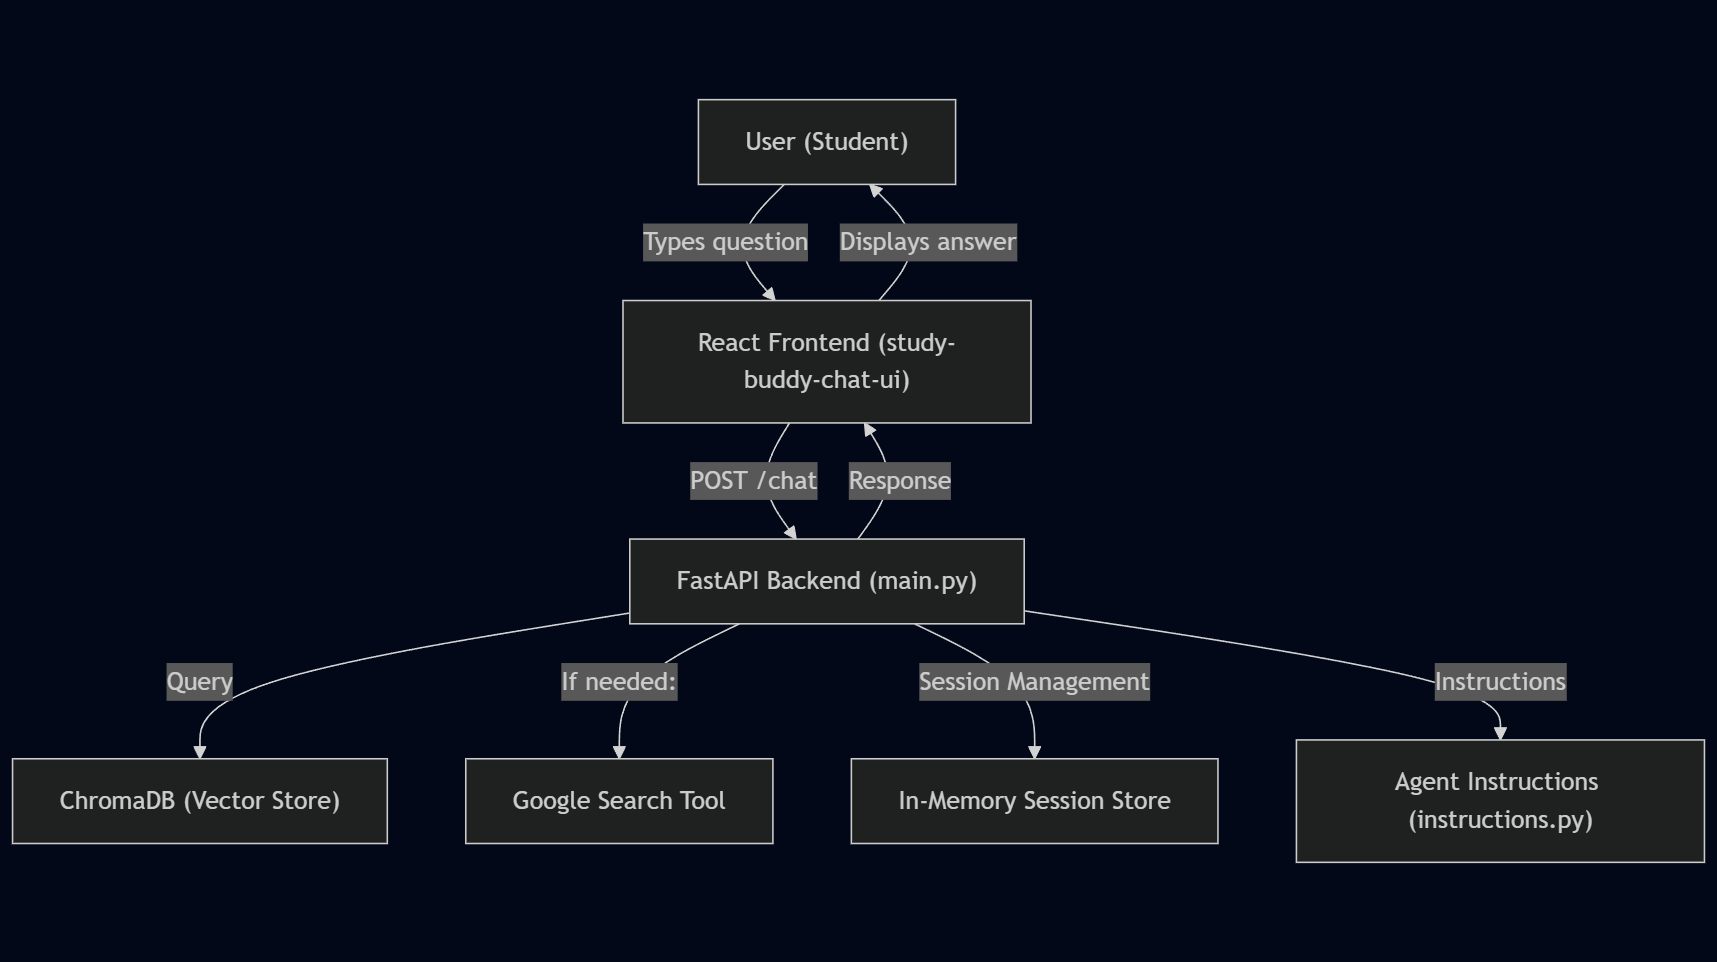 User (Student)
Types question
Displays answer
React Frontend (study-
buddy-chat-ui)
POST /chat
Response
FastAPI Backend (main.py)
Query
If needed:
Session Management
Instructions
ChromaDB (Vector Store)
Google Search Tool
In-Memory Session Store
Agent Instructions
(instructions.py)